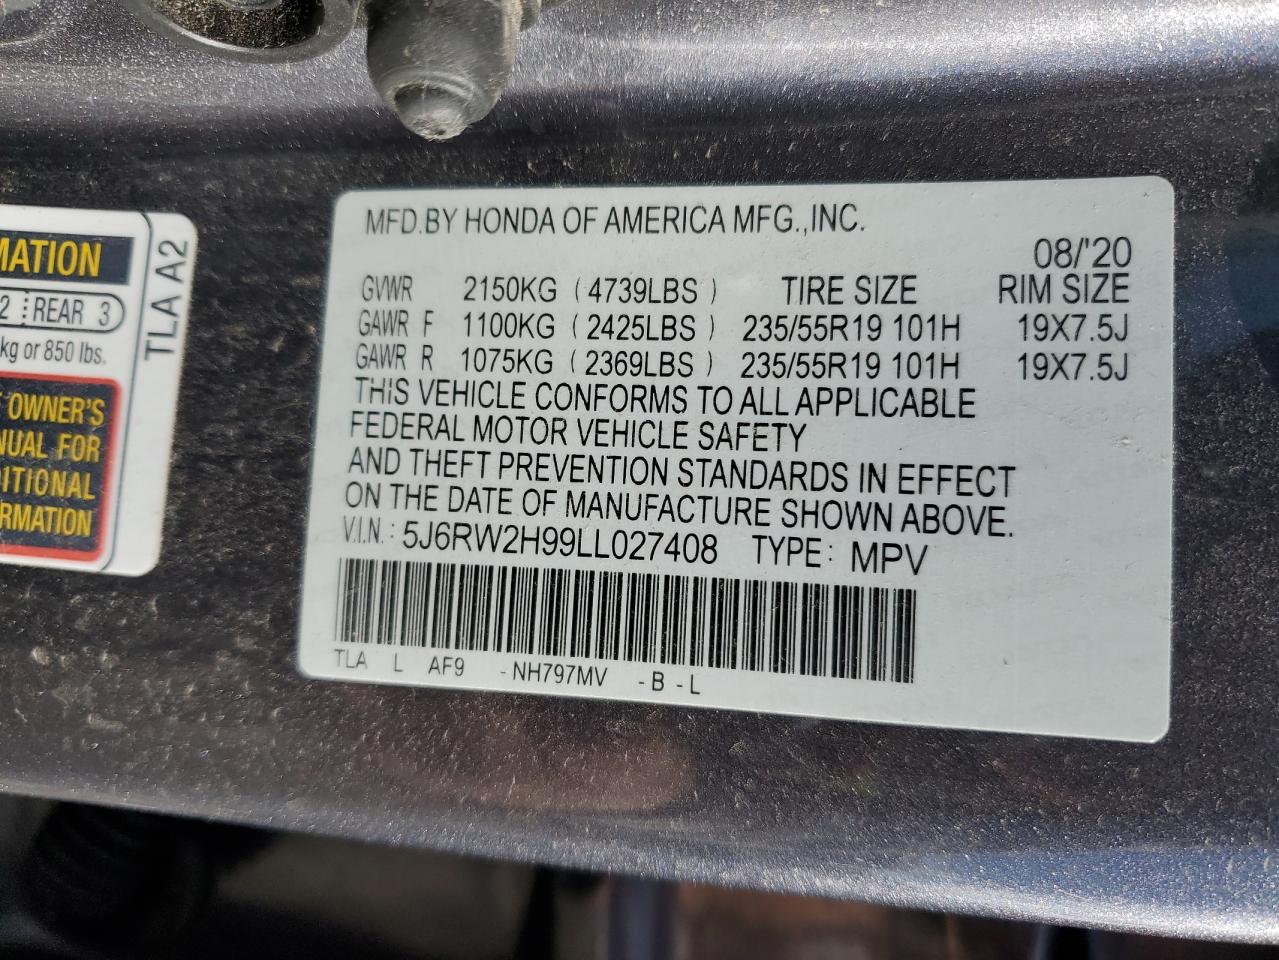 MATION
2 REAR 3
kg or 850 lbs.
OWNER'S
NUAL FOR
DITIONAL
RMATION
TLA A2
MFD.BY HONDA OF AMERICA MFG.,INC.
08/'20
GVWR 2150KG (4739LBS) TIRE SIZE RIM SIZE
GAWR F 1100KG (2425LBS) 235/55R19 101H 19X7.5J
GAWR R 1075KG (2369LBS) 235/55R19 101H 19X7.5J
THIS VEHICLE CONFORMS TO ALL APPLICABLE
FEDERAL MOTOR VEHICLE SAFETY
AND THEFT PREVENTION STANDARDS IN EFFECT
ON THE DATE OF MANUFACTURE SHOWN ABOVE.
V.I.N.: 5J6RW2H99LL027408 TYPE: MPV
TLA L AF9 -NH797MV -B -L